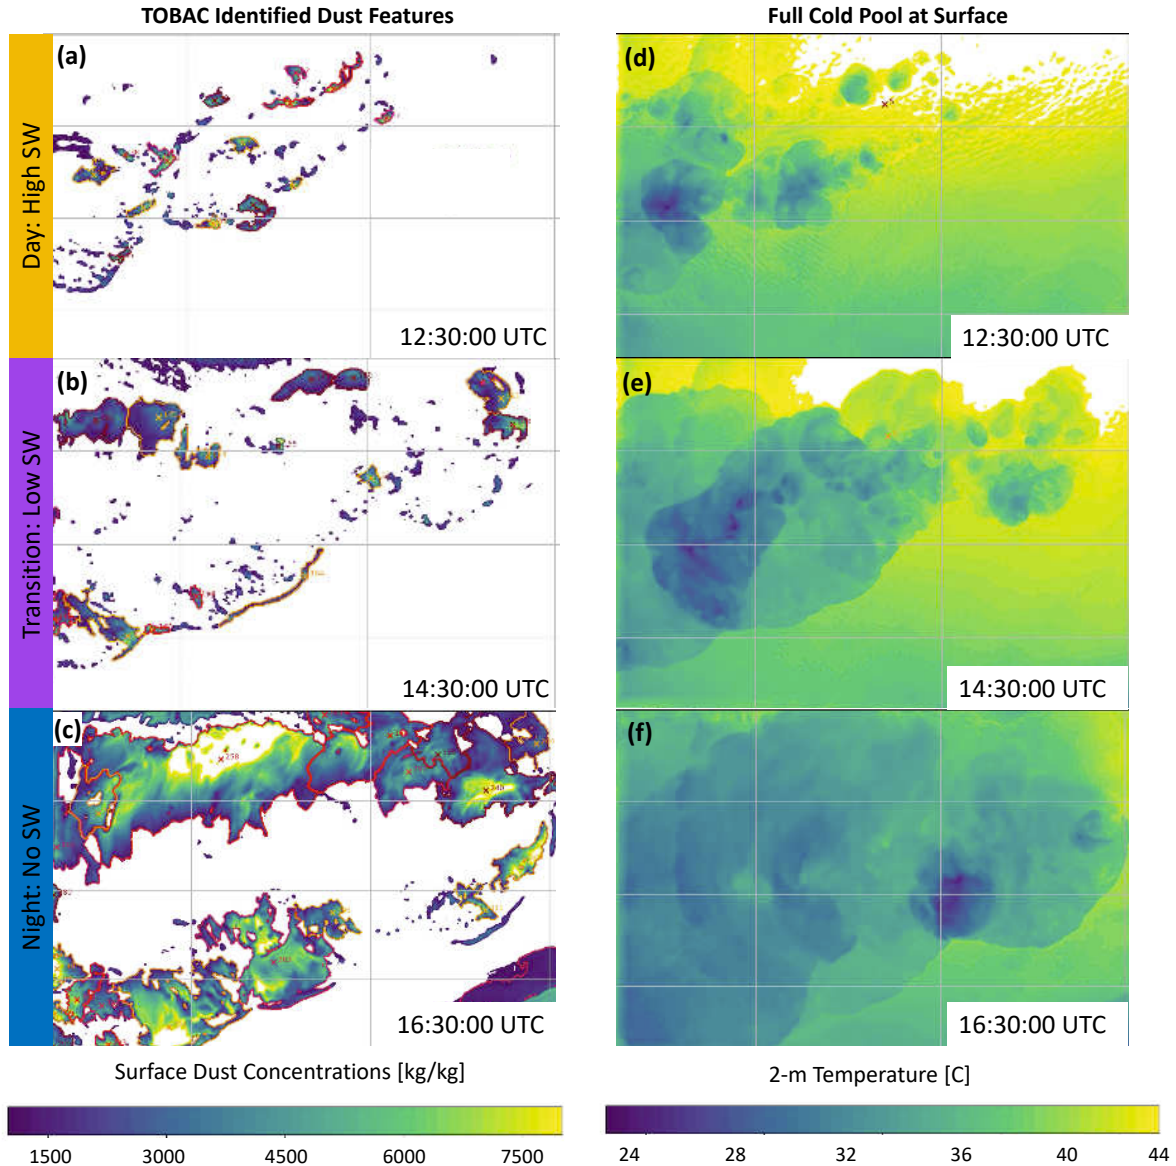 TOBAC Identified Dust Features
Full Cold Pool at Surface
Day: High SW
(a)
12:30:00 UTC
(d)
12:30:00 UTC
Transition: Low SW
(b)
14:30:00 UTC
(e)
14:30:00 UTC
Night: No SW
(c)
258
16:30:00 UTC
(f)
16:30:00 UTC
Surface Dust Concentrations [kg/kg]
2-m Temperature [C]
1500 3000 4500 6000 7500
24 28 32 36 40 44